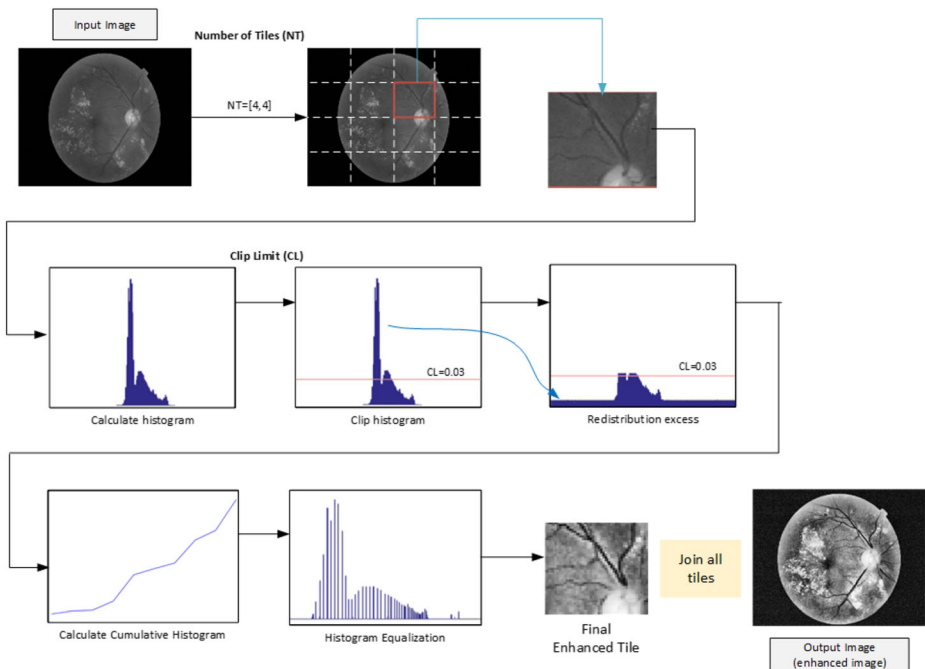 Input Image
Number of Tiles (NT)
NT=[4,4]
Clip Limit (CL)
CL=0.03
CL=0.03
Calculate histogram
Clip histogram
Redistribution excess
Calculate Cumulative Histogram
Histogram Equalization
Final
Enhanced Tile
Join all
tiles
Output Image
(enhanced image)